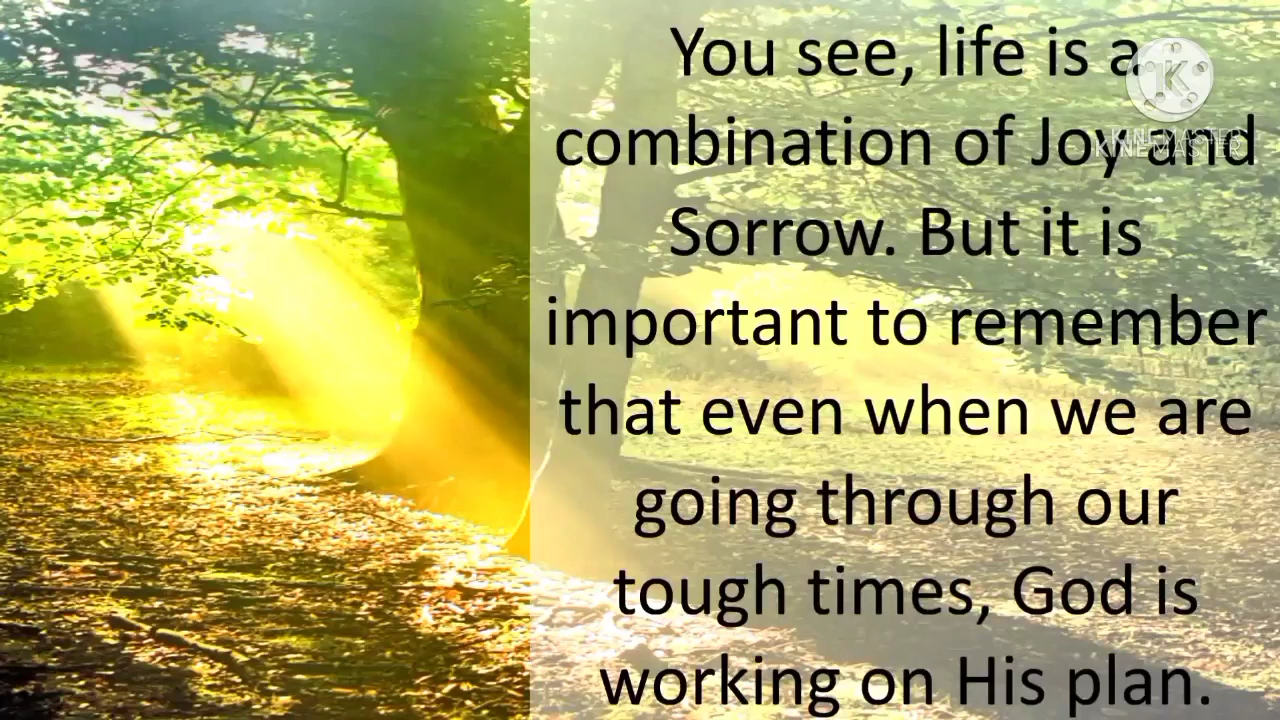 You see, life is a
combination of Joy and
Sorrow. But it is
important to remember
that even when we are
going through our
tough times, God is
working on His plan.
K
KINEMASTER
KINEMASTER